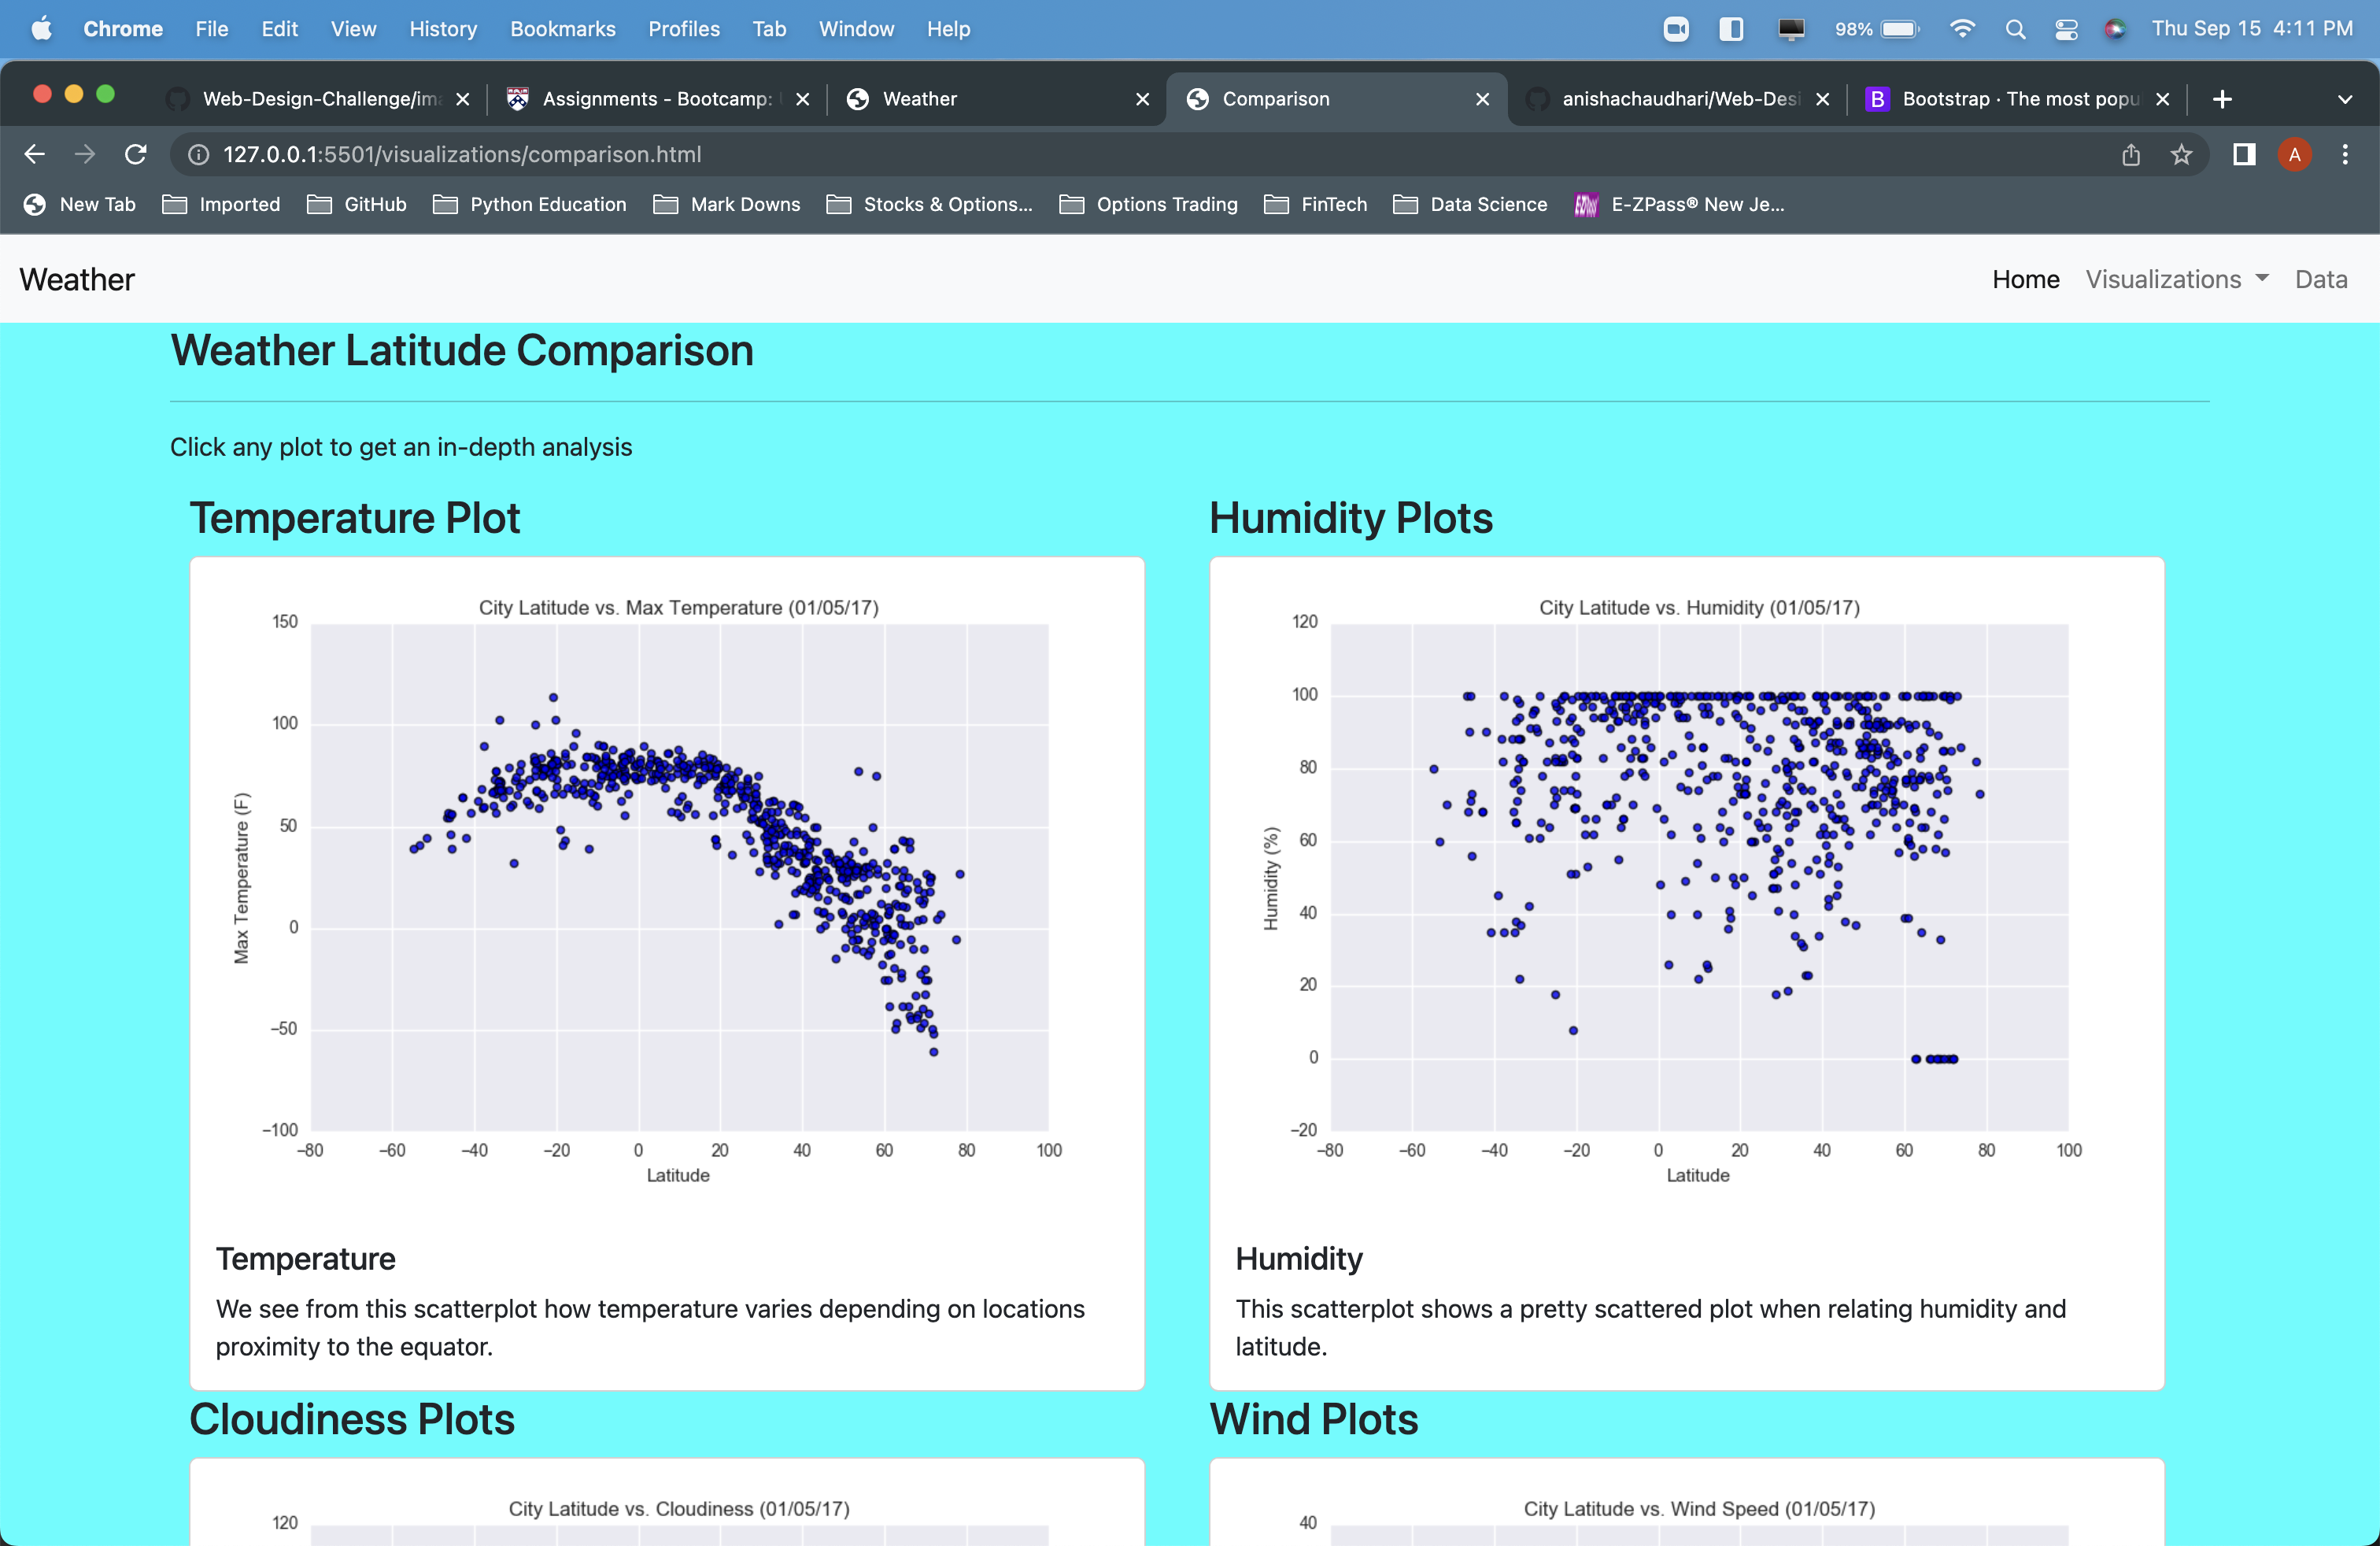 Chrome File Edit View History Bookmarks Profiles Tab Window Help 98% Thu Sep 15 4:11 PM
Web-Design-Challenge/im Assignments - Bootcamp: Weather Comparison anishachaudhari/Web-Desi B Bootstrap · The most popu
127.0.0.1:5501/visualizations/comparison.html A
New Tab Imported GitHub Python Education Mark Downs Stocks & Options... Options Trading FinTech Data Science E-ZPass® New Je...
Weather Home Visualizations Data
Weather Latitude Comparison
Click any plot to get an in-depth analysis
Temperature Plot
City Latitude vs. Max Temperature (01/05/17)
Max Temperature (F)
150
100
50
0
−50
−100
−80 −60 −40 −20 0 20 40 60 80 100
Latitude
Temperature
We see from this scatterplot how temperature varies depending on locations
proximity to the equator.
Humidity Plots
City Latitude vs. Humidity (01/05/17)
Humidity (%)
120
100
80
60
40
20
0
−20
−80 −60 −40 −20 0 20 40 60 80 100
Latitude
Humidity
This scatterplot shows a pretty scattered plot when relating humidity and
latitude.
Cloudiness Plots
City Latitude vs. Cloudiness (01/05/17)
120
Wind Plots
City Latitude vs. Wind Speed (01/05/17)
40